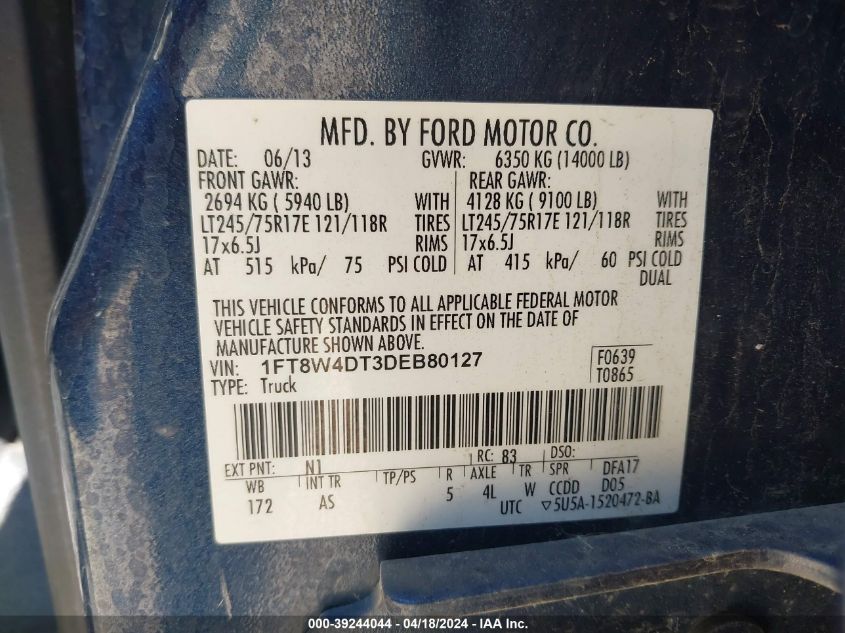 MFD. BY FORD MOTOR CO.
DATE: 06/13 GVWR: 6350 KG (14000 LB)
FRONT GAWR: REAR GAWR:
2694 KG ( 5940 LB) WITH 4128 KG ( 9100 LB) WITH
LT245/75R17E 121/118R TIRES LT245/75R17E 121/118R TIRES
17x6.5J RIMS 17x6.5J RIMS
AT 515 kPa/ 75 PSI COLD AT 415 kPa/ 60 PSI COLD
DUAL
THIS VEHICLE CONFORMS TO ALL APPLICABLE FEDERAL MOTOR
VEHICLE SAFETY STANDARDS IN EFFECT ON THE DATE OF
MANUFACTURE SHOWN ABOVE.
VIN: 1FT8W4DT3DEB80127 F0639
TYPE: Truck T0865
EXT PNT: N1 RC: 83 DSO:
WB INT TR TP/PS R AXLE TR SPR DFA17
172 AS 5 4L W CCDD D05
UTC ▽5U5A-1520472-BA
000-39244044 / 04/18/2024 / IAA Inc.